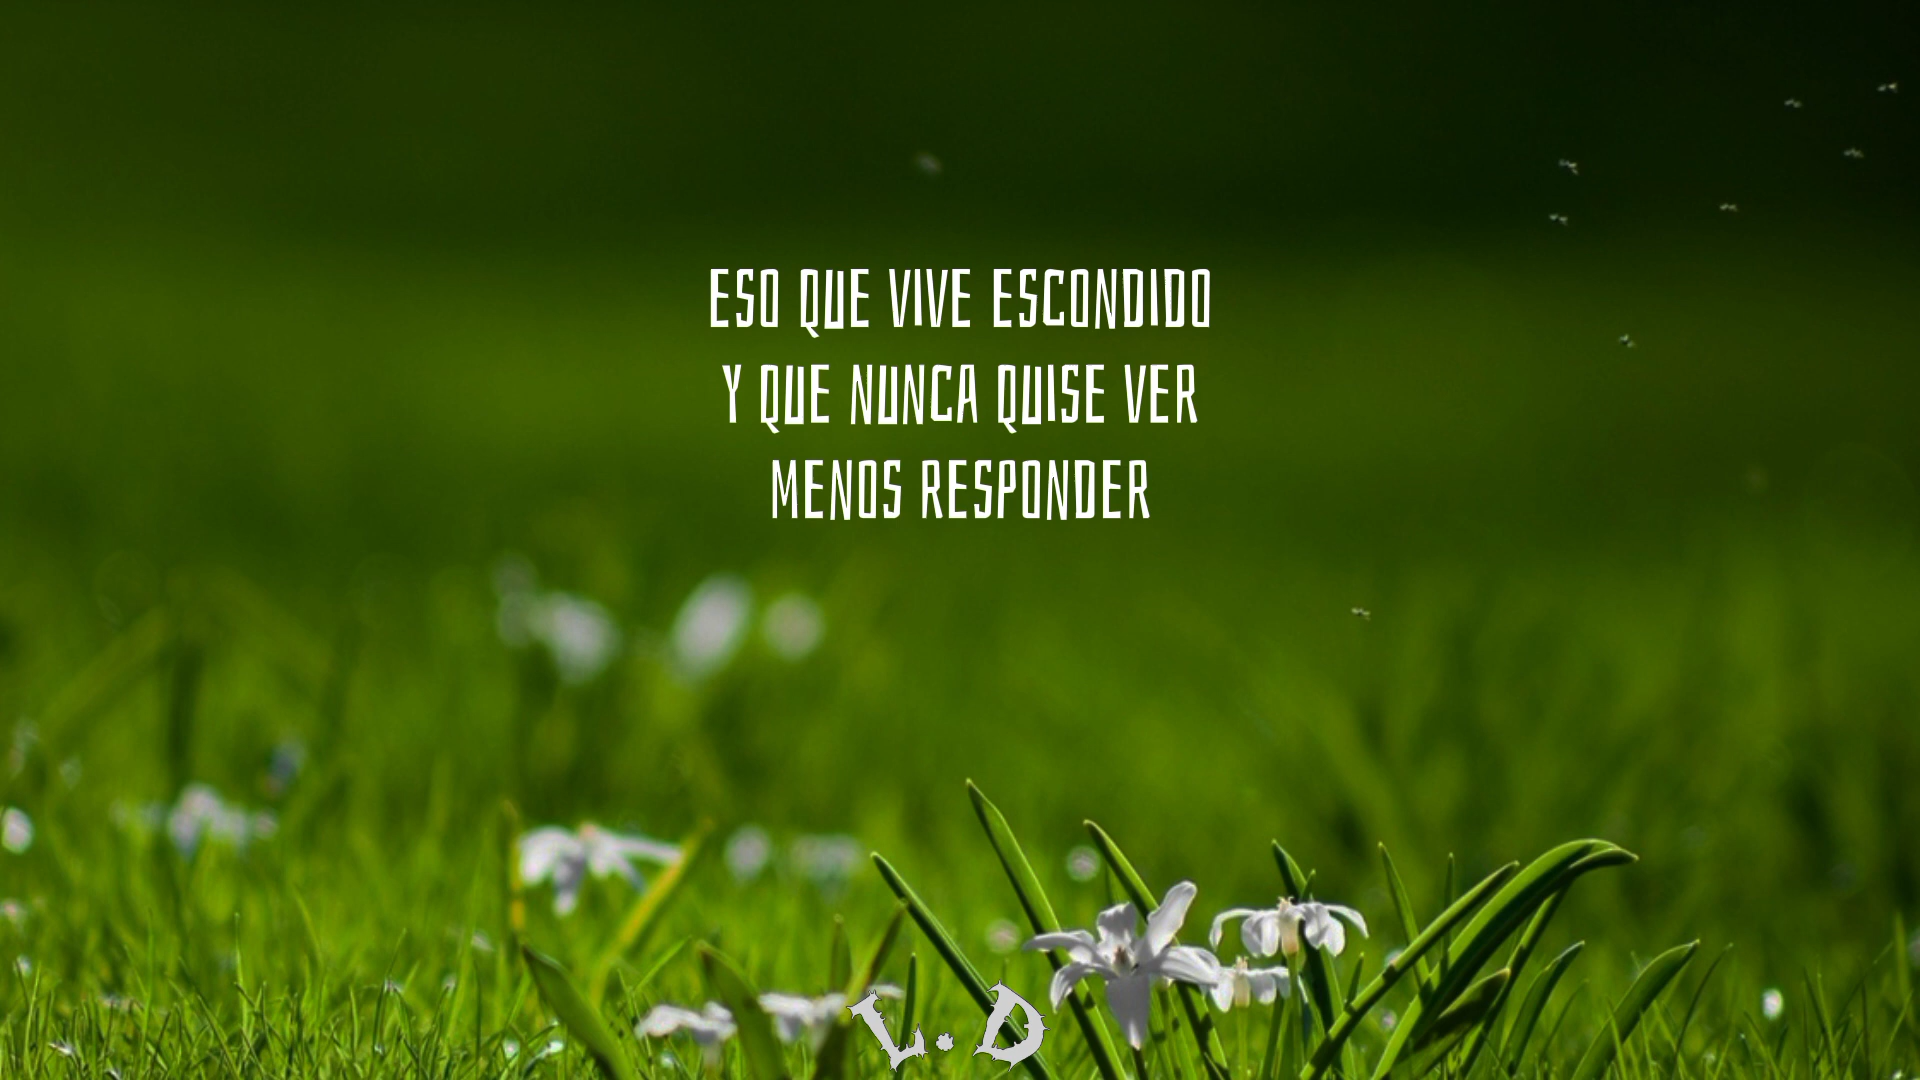 ESO QUE VIVE ESCONDIDO
Y QUE NUNCA QUISE VER
MENOS RESPONDER
L.D